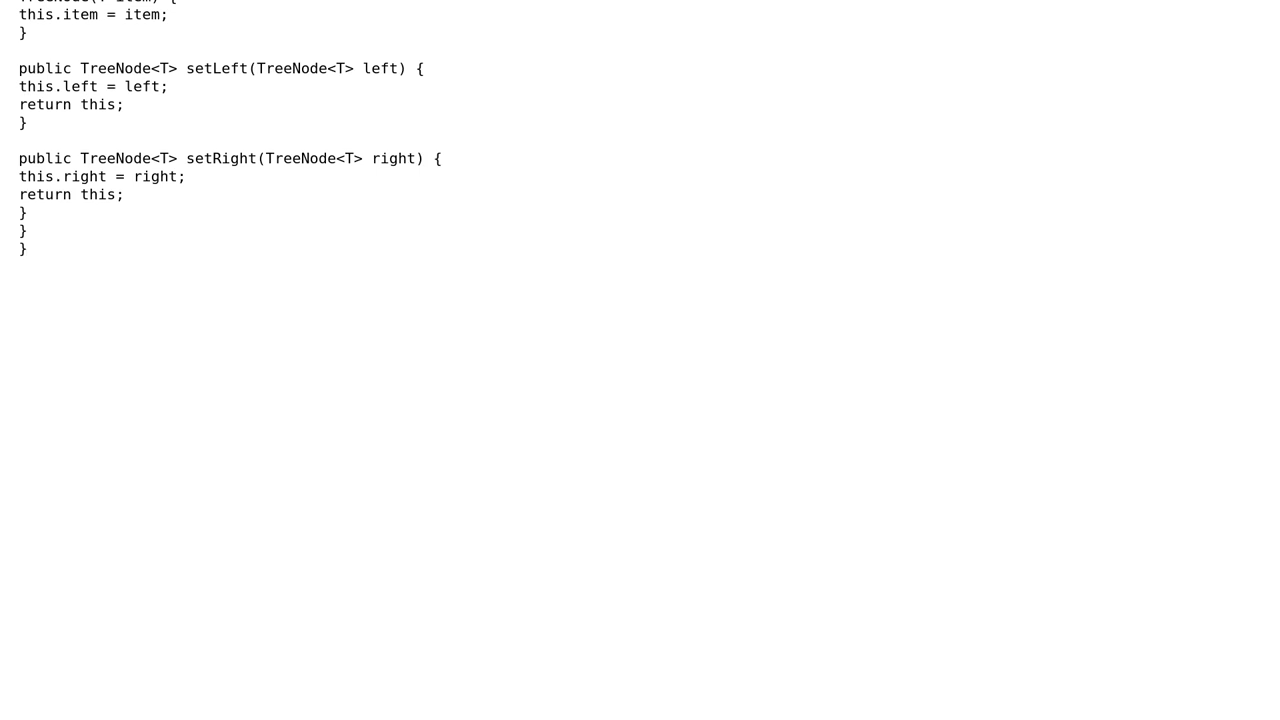 this.item = item;
}
public TreeNode<T> setLeft(TreeNode<T> left) {
this.left = left;
return this;
}
public TreeNode<T> setRight(TreeNode<T> right) {
this.right = right;
return this;
}
}
}